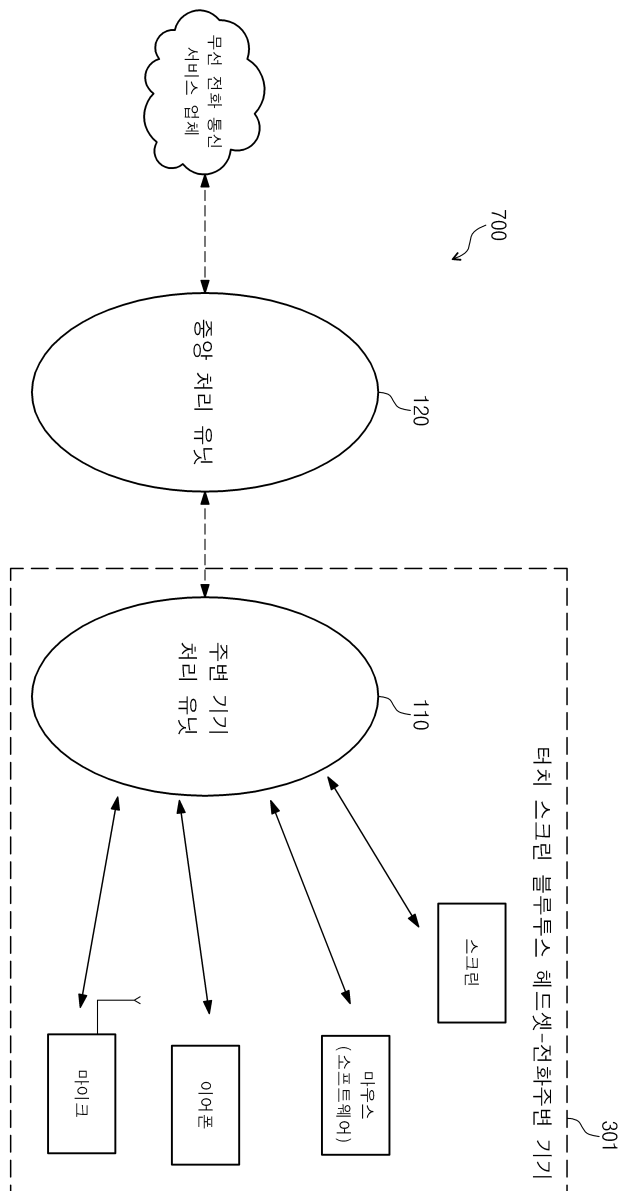 700
무선 전화 통신
서비스 업체
중앙 처리 유닛
120
주변 기기
처리 유닛
110
터치 스크린 블루투스 헤드셋-전화주변 기기
301
스크린
마우스
(소프트웨어)
이어폰
마이크